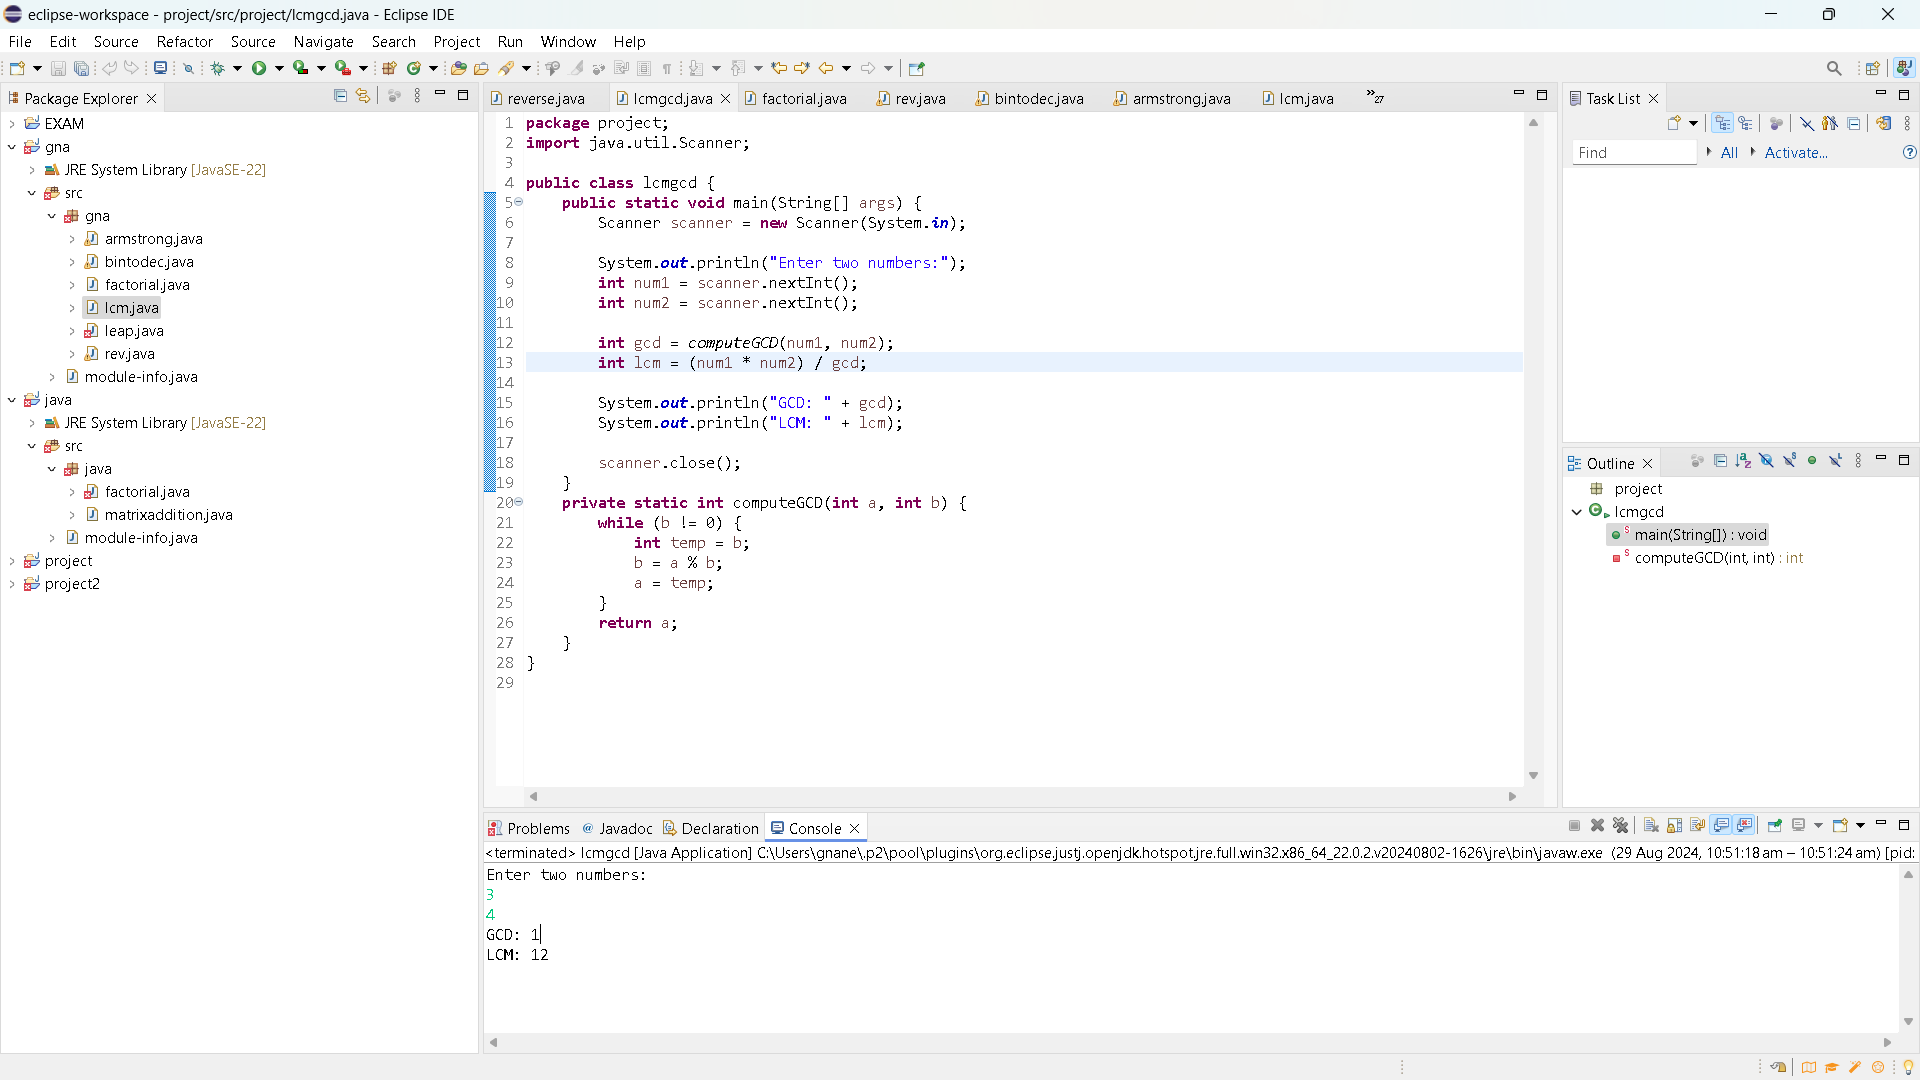 eclipse-workspace - project/src/project/lcmgcd.java - Eclipse IDE
File Edit Source Refactor Source Navigate Search Project Run Window Help
Package Explorer
EXAM
gna
JRE System Library [JavaSE-22]
src
gna
armstrong.java
bintodec.java
factorial.java
lcm.java
leap.java
rev.java
module-info.java
java
JRE System Library [JavaSE-22]
src
java
factorial.java
matrixaddition.java
module-info.java
project
project2
reverse.java lcmgcd.java factorial.java rev.java bintodec.java armstrong.java lcm.java »27
1 package project;
2 import java.util.Scanner;
3
4 public class lcmgcd {
5 public static void main(String[] args) {
6 Scanner scanner = new Scanner(System.in);
7
8 System.out.println("Enter two numbers:");
9 int num1 = scanner.nextInt();
10 int num2 = scanner.nextInt();
11
12 int gcd = computeGCD(num1, num2);
13 int lcm = (num1 * num2) / gcd;
14
15 System.out.println("GCD: " + gcd);
16 System.out.println("LCM: " + lcm);
17
18 scanner.close();
19 }
20 private static int computeGCD(int a, int b) {
21 while (b != 0) {
22 int temp = b;
23 b = a % b;
24 a = temp;
25 }
26 return a;
27 }
28 }
29
Task List
Find All Activate...
Outline
project
lcmgcd
main(String[]) : void
computeGCD(int, int) : int
Problems Javadoc Declaration Console
<terminated> lcmgcd [Java Application] C:\Users\gnane\.p2\pool\plugins\org.eclipse.justj.openjdk.hotspot.jre.full.win32.x86_64_22.0.2.v20240802-1626\jre\bin\javaw.exe (29 Aug 2024, 10:51:18 am – 10:51:24 am) [pid:
Enter two numbers:
3
4
GCD: 1
LCM: 12